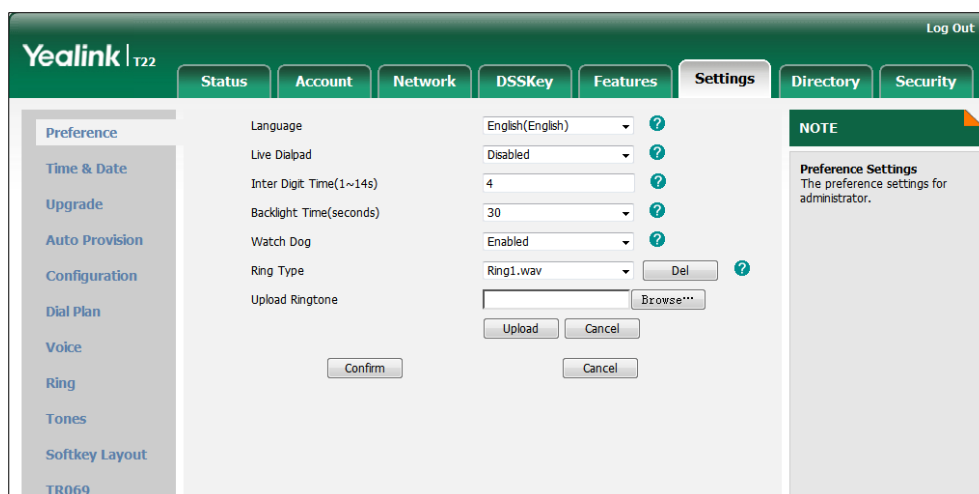 Log Out
Yealink T22
Status Account Network DSSKey Features Settings Directory Security
Preference
Time & Date
Upgrade
Auto Provision
Configuration
Dial Plan
Voice
Ring
Tones
Softkey Layout
TR069
Language English(English) ?
Live Dialpad Disabled ?
Inter Digit Time(1~14s) 4 ?
Backlight Time(seconds) 30 ?
Watch Dog Enabled ?
Ring Type Ring1.wav Del ?
Upload Ringtone Browse...
Upload Cancel
Confirm Cancel
NOTE
Preference Settings
The preference settings for
administrator.